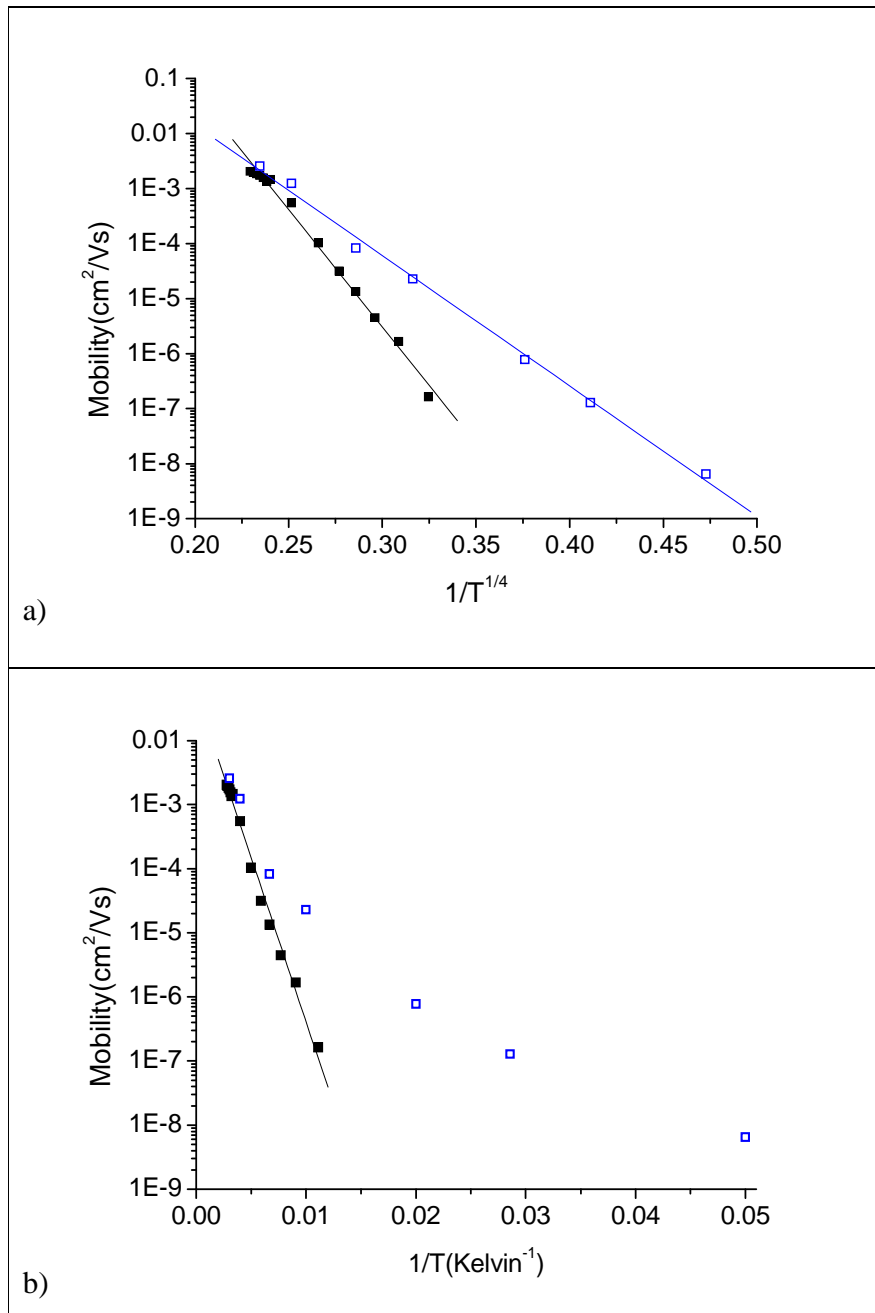 0.1
0.01
1E-3
1E-4
1E-5
1E-6
1E-7
1E-8
1E-9
Mobility(cm²/Vs)
0.20 0.25 0.30 0.35 0.40 0.45 0.50
1/T^{1/4}
a)
0.01
1E-3
1E-4
1E-5
1E-6
1E-7
1E-8
1E-9
Mobility(cm²/Vs)
0.00 0.01 0.02 0.03 0.04 0.05
1/T(Kelvin⁻¹)
b)